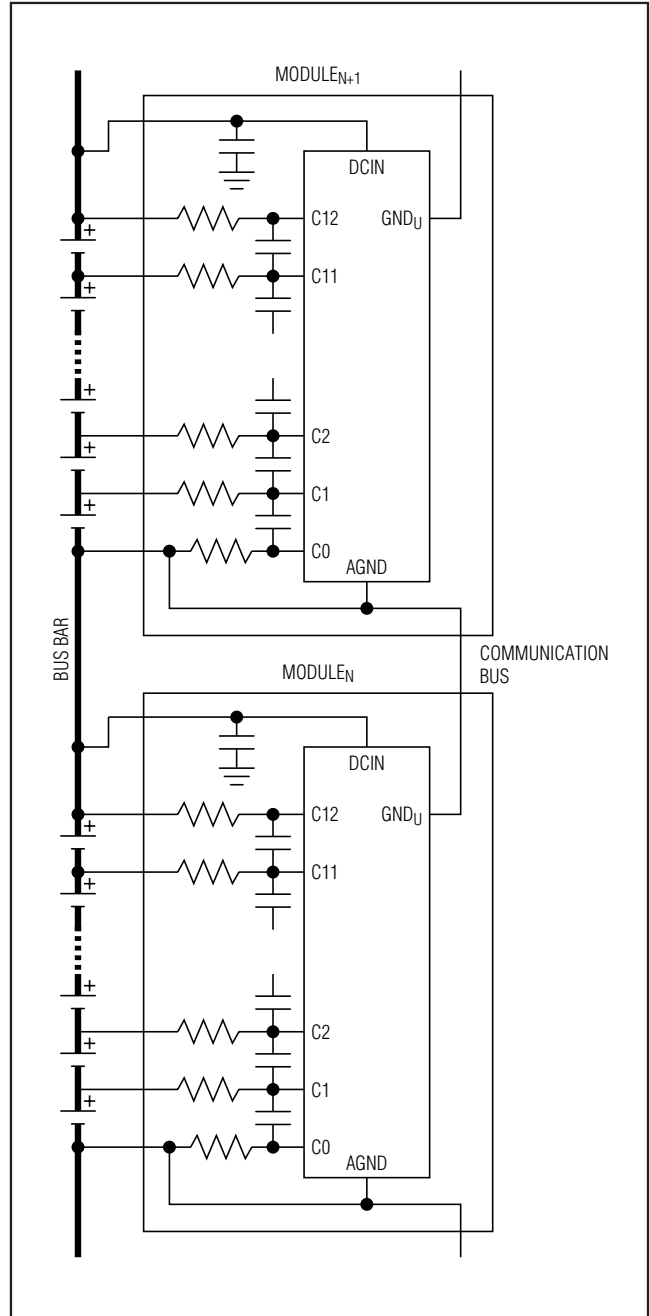 MODULEN+1
DCIN
C12
GNDU
+
C11
+
+
C2
+
C1
+
C0
AGND
BUS BAR
COMMUNICATION
BUS
MODULEN
DCIN
C12
GNDU
+
C11
+
+
C2
+
C1
+
C0
AGND